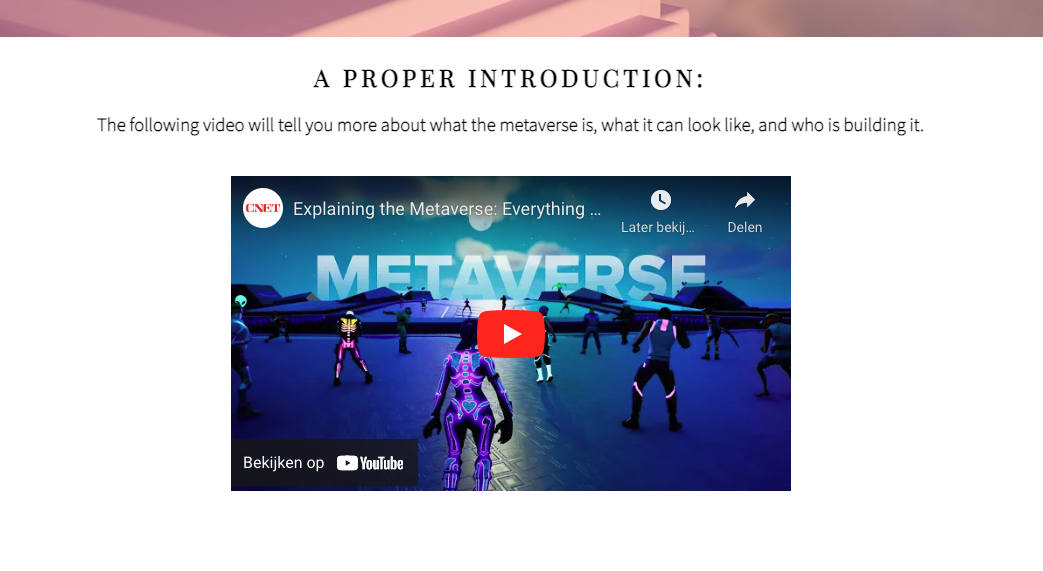 A PROPER INTRODUCTION:
The following video will tell you more about what the metaverse is, what it can look like, and who is building it.
CNET
Explaining the Metaverse: Everything ...
Later bekij...
Delen
METAVERSE
Bekijken op YouTube